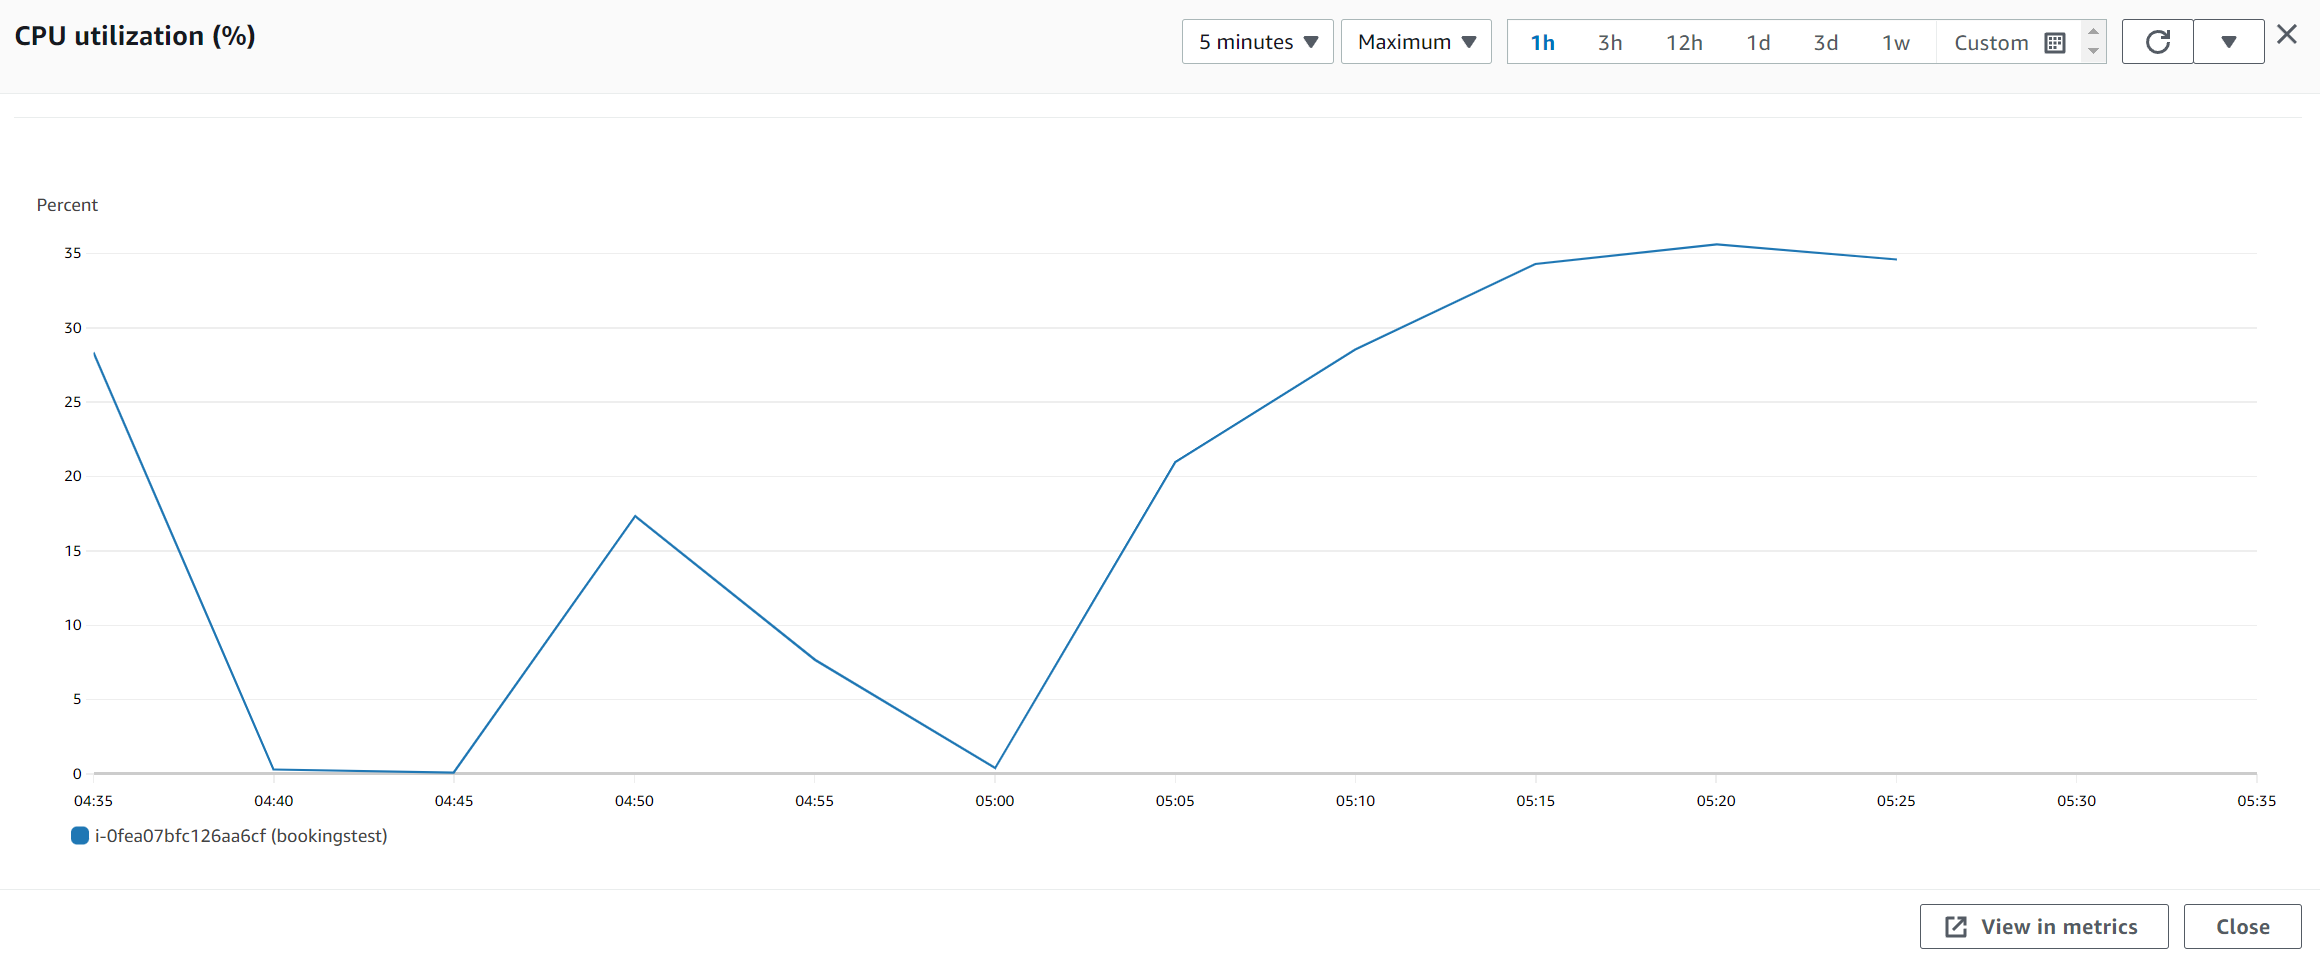 CPU utilization (%)
5 minutes Maximum 1h 3h 12h 1d 3d 1w Custom
Percent
35
30
25
20
15
10
5
0
04:35 04:40 04:45 04:50 04:55 05:00 05:05 05:10 05:15 05:20 05:25 05:30 05:35
i-0fea07bfc126aa6cf (bookingstest)
View in metrics Close